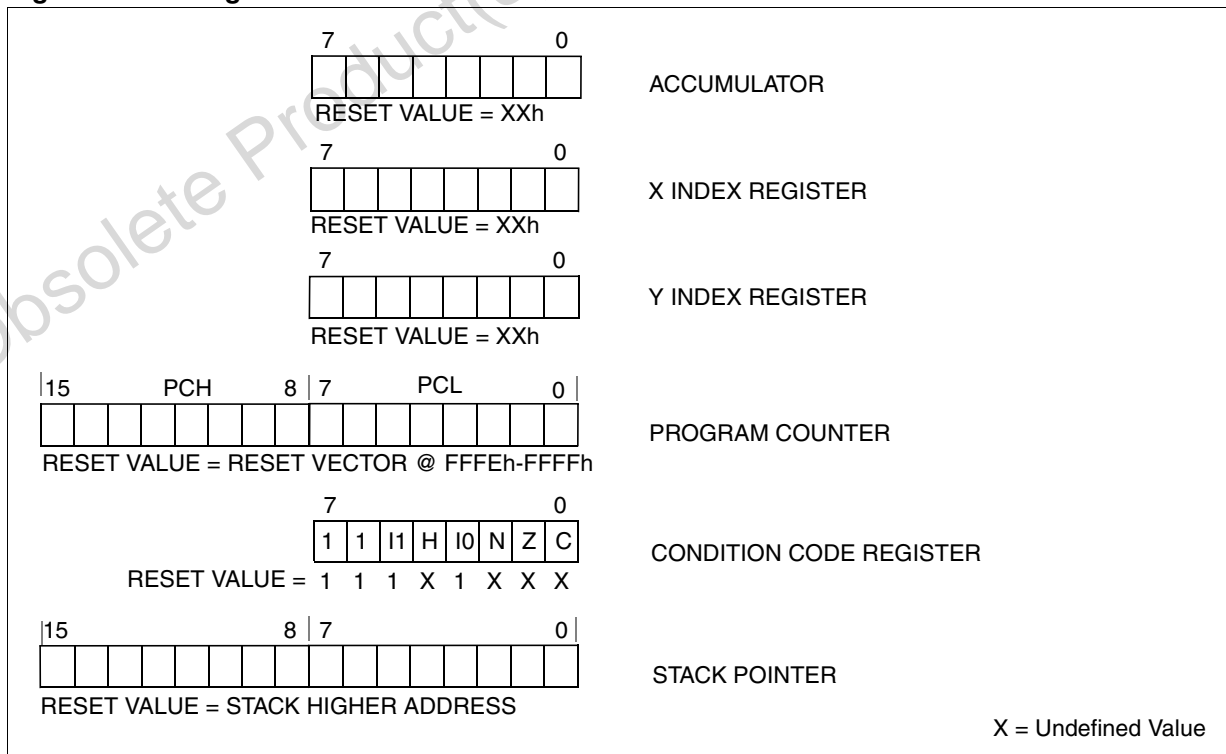 7 0
ACCUMULATOR
RESET VALUE = XXh
7 0
X INDEX REGISTER
RESET VALUE = XXh
7 0
Y INDEX REGISTER
RESET VALUE = XXh
15 PCH 8 7 PCL 0
PROGRAM COUNTER
RESET VALUE = RESET VECTOR @ FFFEh-FFFFh
7 0
1 1 I1 H I0 N Z C
CONDITION CODE REGISTER
RESET VALUE = 1 1 1 X 1 X X X
15 8 7 0
STACK POINTER
RESET VALUE = STACK HIGHER ADDRESS
X = Undefined Value
Obsolete Product(